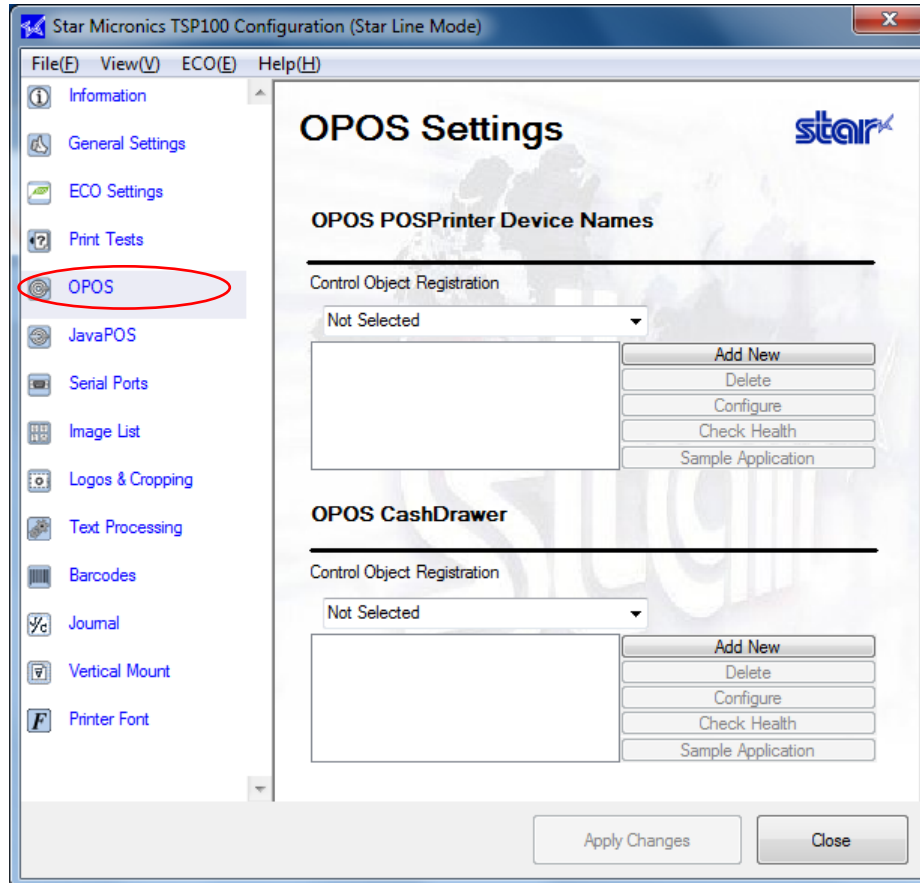 Star Micronics TSP100 Configuration (Star Line Mode)
File(F) View(V) ECO(E) Help(H)
Information
General Settings
ECO Settings
Print Tests
OPOS
JavaPOS
Serial Ports
Image List
Logos & Cropping
Text Processing
Barcodes
Journal
Vertical Mount
Printer Font
OPOS Settings
star
OPOS POSPrinter Device Names
Control Object Registration
Not Selected
Add New
Delete
Configure
Check Health
Sample Application
OPOS CashDrawer
Control Object Registration
Not Selected
Add New
Delete
Configure
Check Health
Sample Application
Apply Changes
Close